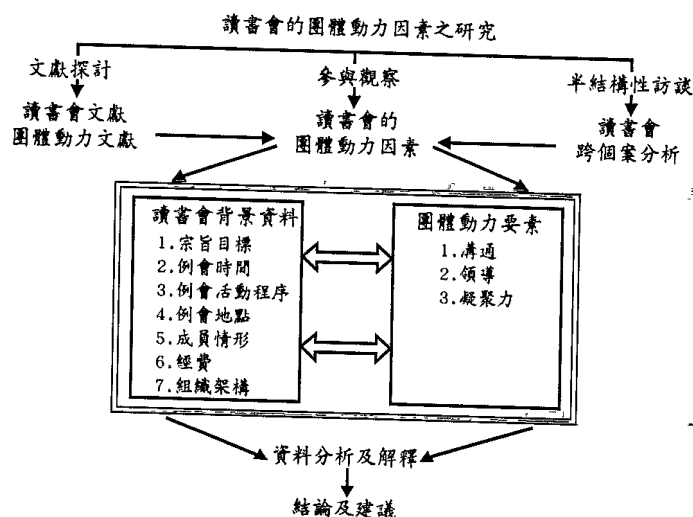 讀書會的團體動力因素之研究
文獻探討
參與觀察
半結構性訪談
讀書會文獻
團體動力文獻
讀書會的
團體動力因素
讀書會
跨個案分析
讀書會背景資料
1.宗旨目標
2.例會時間
3.例會活動程序
4.例會地點
5.成員情形
6.經費
7.組織架構
團體動力要素
1.溝通
2.領導
3.凝聚力
資料分析及解釋
結論及建議